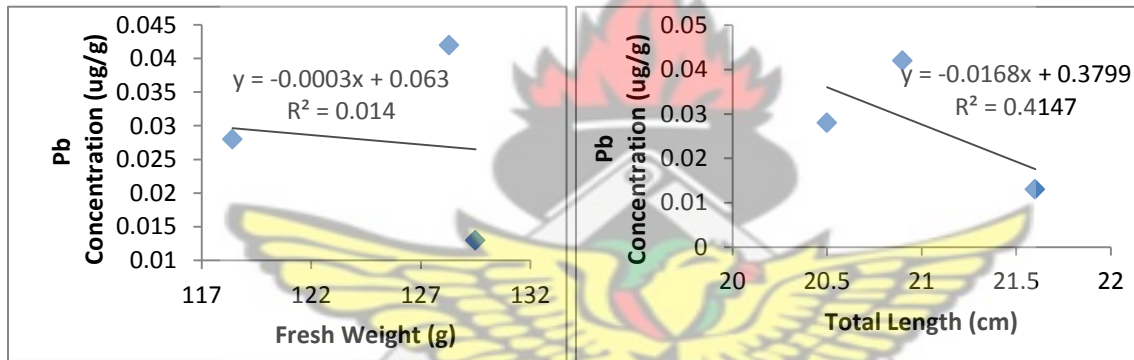 Pb
Concentration (ug/g)
0.045
0.04
0.035
0.03
0.025
0.02
0.015
0.01
y = -0.0003x + 0.063
R² = 0.014
117 122 127 132
Fresh Weight (g)
Pb
Concentration (ug/g)
0.05
0.04
0.03
0.02
0.01
0
y = -0.0168x + 0.3799
R² = 0.4147
20 20.5 21 21.5 22
Total Length (cm)